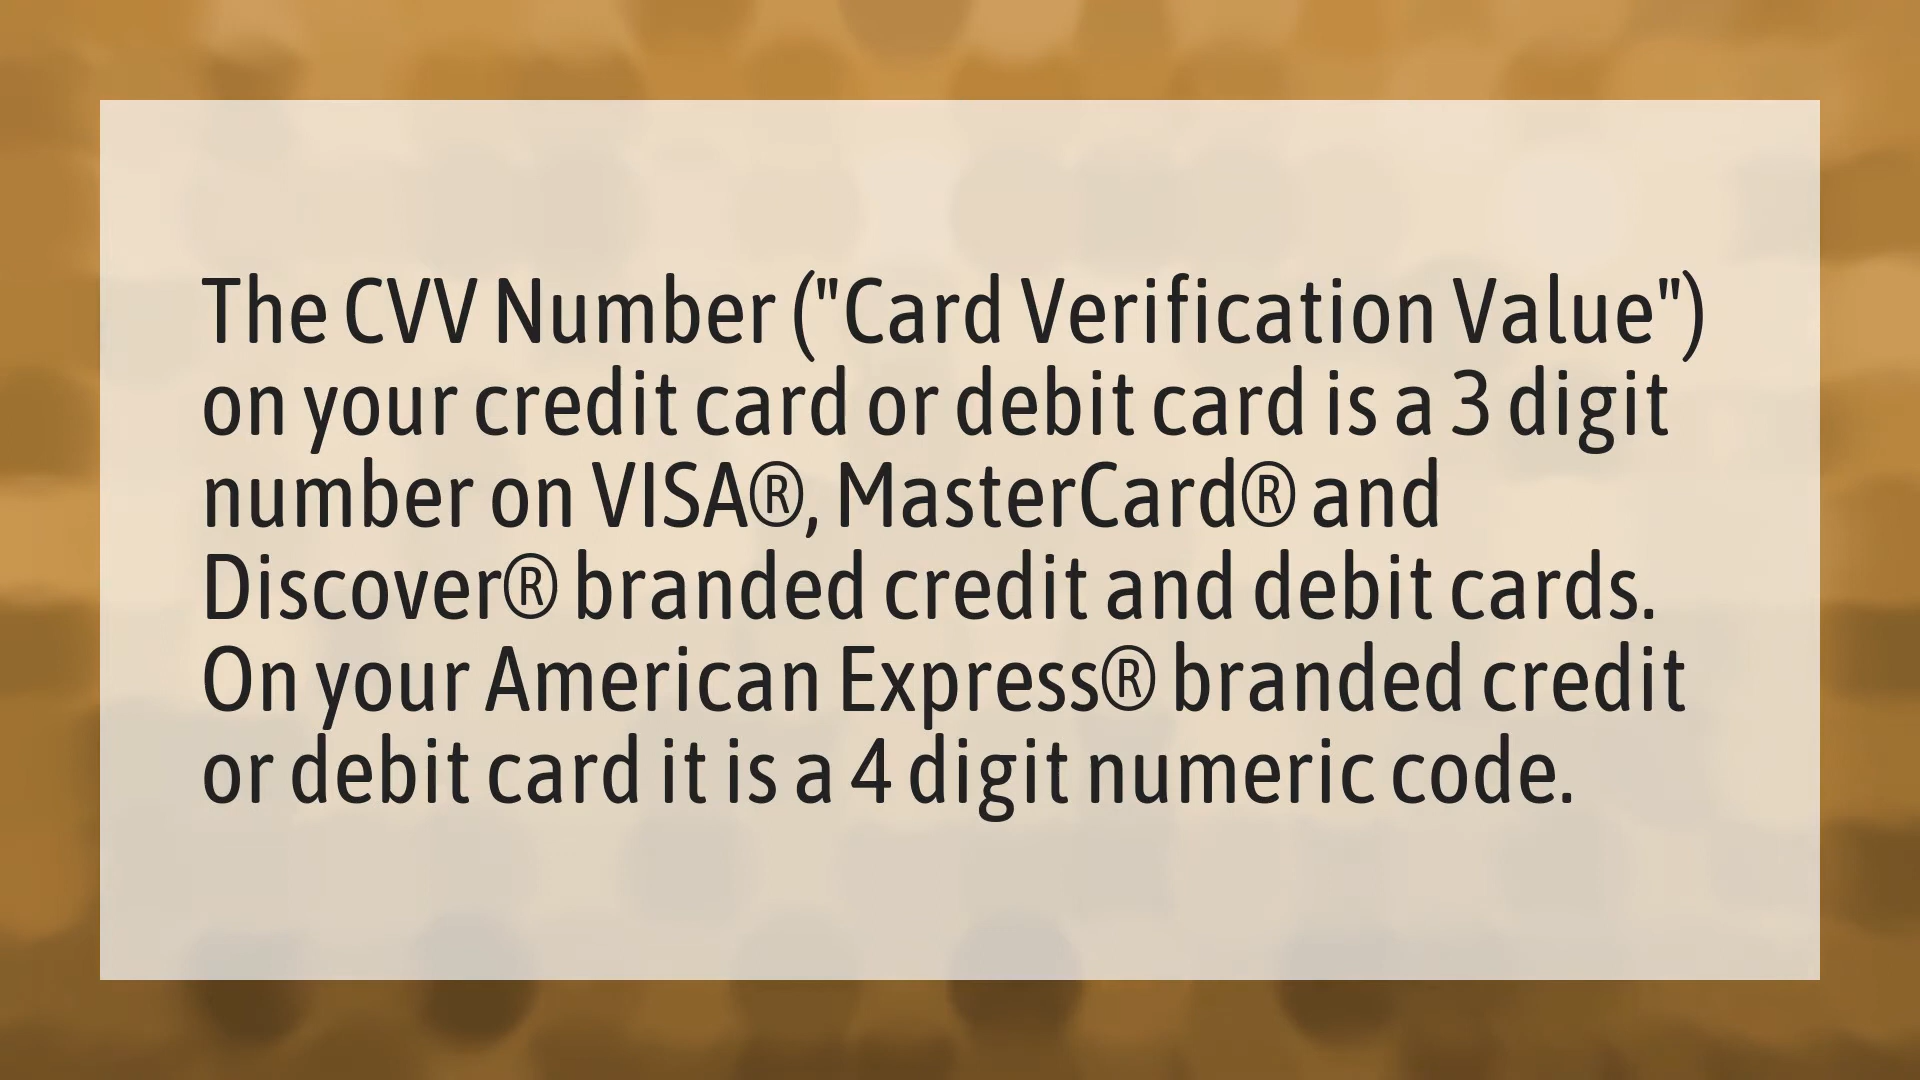 The CVV Number ("Card Verification Value")
on your credit card or debit card is a 3 digit
number on VISA®, MasterCard® and
Discover® branded credit and debit cards.
On your American Express® branded credit
or debit card it is a 4 digit numeric code.